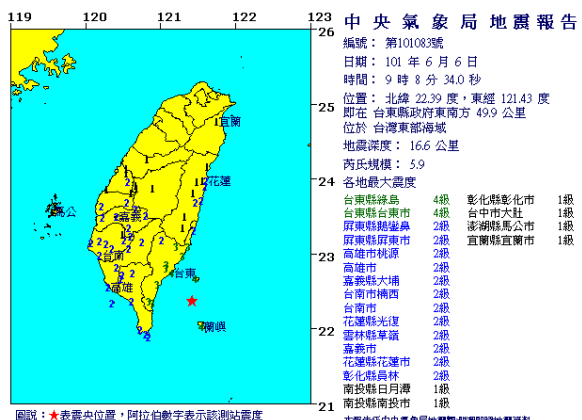 119 120 121 122 123
中央氣象局地震報告
編號： 第101083號
日期： 101 年 6 月 6 日
時間： 9 時 8 分 34.0 秒
位置： 北緯 22.39 度，東經 121.43 度
即在 台東縣政府東南方 49.9 公里
位於 台灣東部海域
地震深度： 16.6 公里
芮氏規模： 5.9
各地最大震度
台東縣綠島 4級 彰化縣彰化市 1級
台東縣台東市 4級 台中市大肚 1級
屏東縣鵝鑾鼻 2級 澎湖縣馬公市 1級
屏東縣屏東市 2級 宜蘭縣宜蘭市 1級
高雄市桃源 2級
高雄市 2級
嘉義縣大埔 2級
台南市楠西 2級
台南市 2級
花蓮縣光復 2級
雲林縣草嶺 2級
嘉義市 2級
花蓮縣花蓮市 2級
彰化縣員林 2級
南投縣日月潭 1級
南投縣南投市 1級
26
25
24
23
22
21
宜蘭
花蓮
馬公
嘉義
台南
台東
高雄
蘭嶼
圖說：★表震央位置，阿拉伯數字表示該測站震度